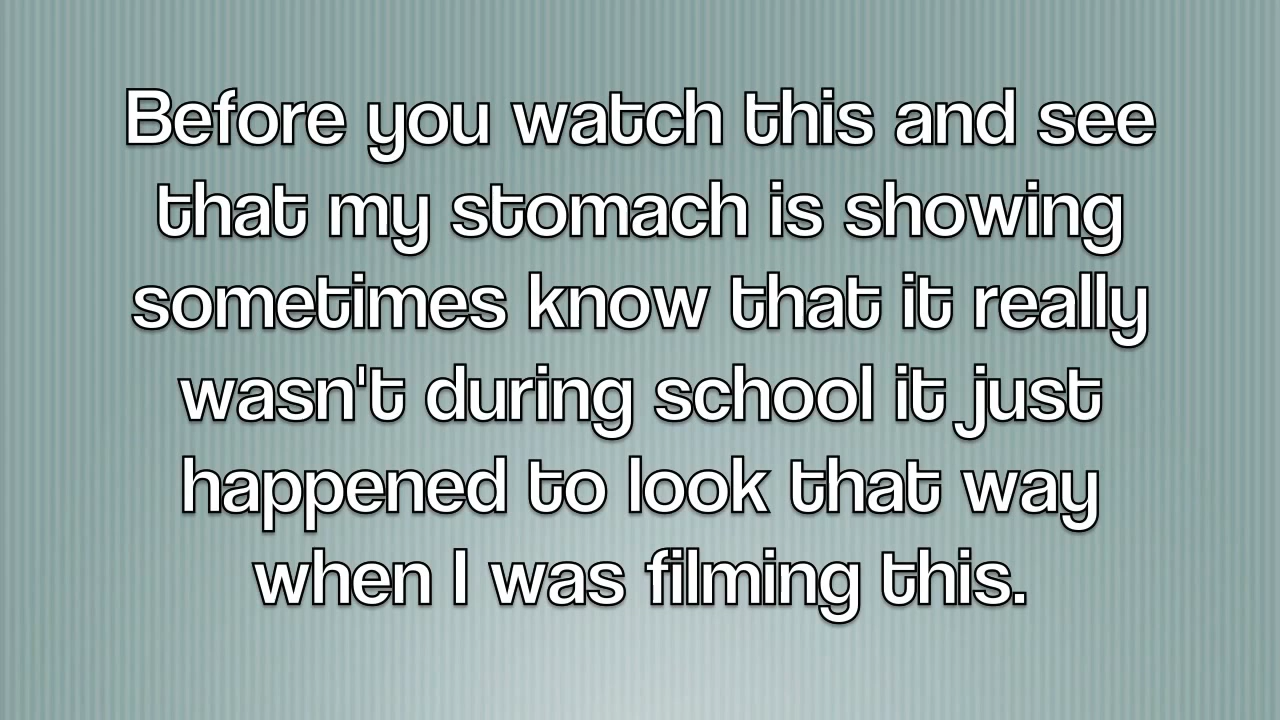 Before you watch this and see
that my stomach is showing
sometimes know that it really
wasn't during school it just
happened to look that way
when I was filming this.